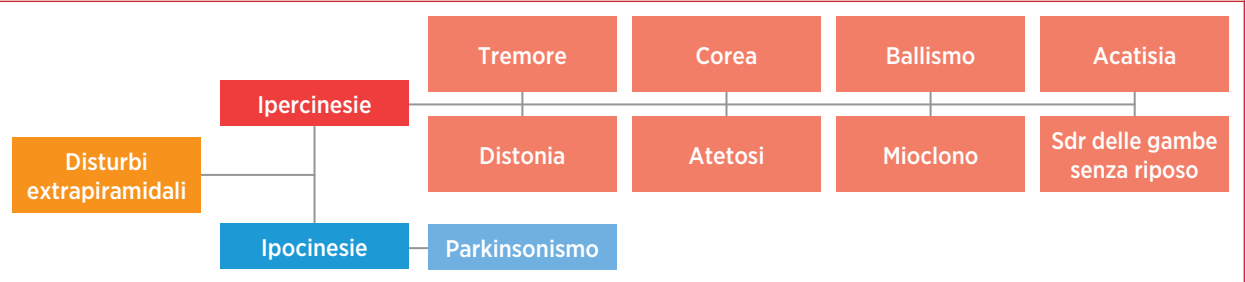 Tremore
Corea
Ballismo
Acatisia
Ipercinesie
Distonia
Atetosi
Mioclono
Sdr delle gambe
senza riposo
Disturbi
extrapiramidali
Ipocinesie
Parkinsonismo